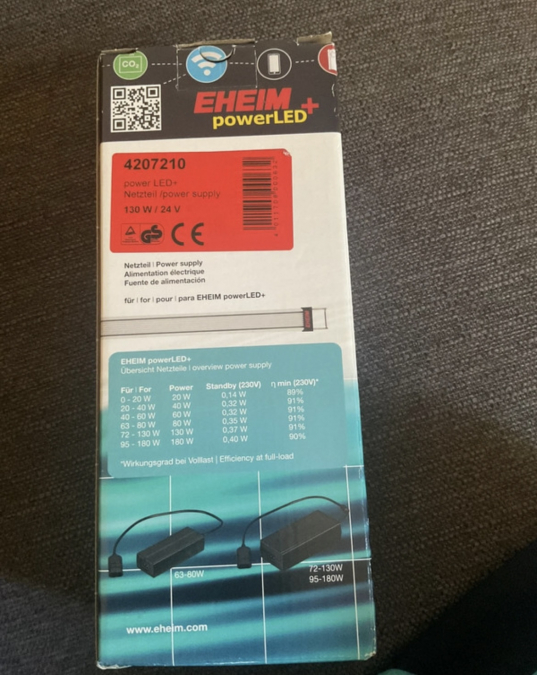 CO₂
EHEIM +
powerLED
4207210
power LED+
Netzteil /power supply
130 W / 24 V
GS CE
Netzteil | Power supply
Alimentation électrique
Fuente de alimentación
für | for | pour | para EHEIM powerLED+
EHEIM
EHEIM powerLED+
Übersicht Netzteile | overview power supply
Für | For Power Standby (230V) η min (230V)*
0 - 20 W 20 W 0,14 W 89%
20 - 40 W 40 W 0,32 W 91%
40 - 60 W 60 W 0,32 W 91%
63 - 80 W 80 W 0,35 W 91%
72 - 130 W 130 W 0,37 W 91%
95 - 180 W 180 W 0,40 W 90%
*Wirkungsgrad bei Volllast | Efficiency at full-load
63-80W
72-130W
95-180W
www.eheim.com